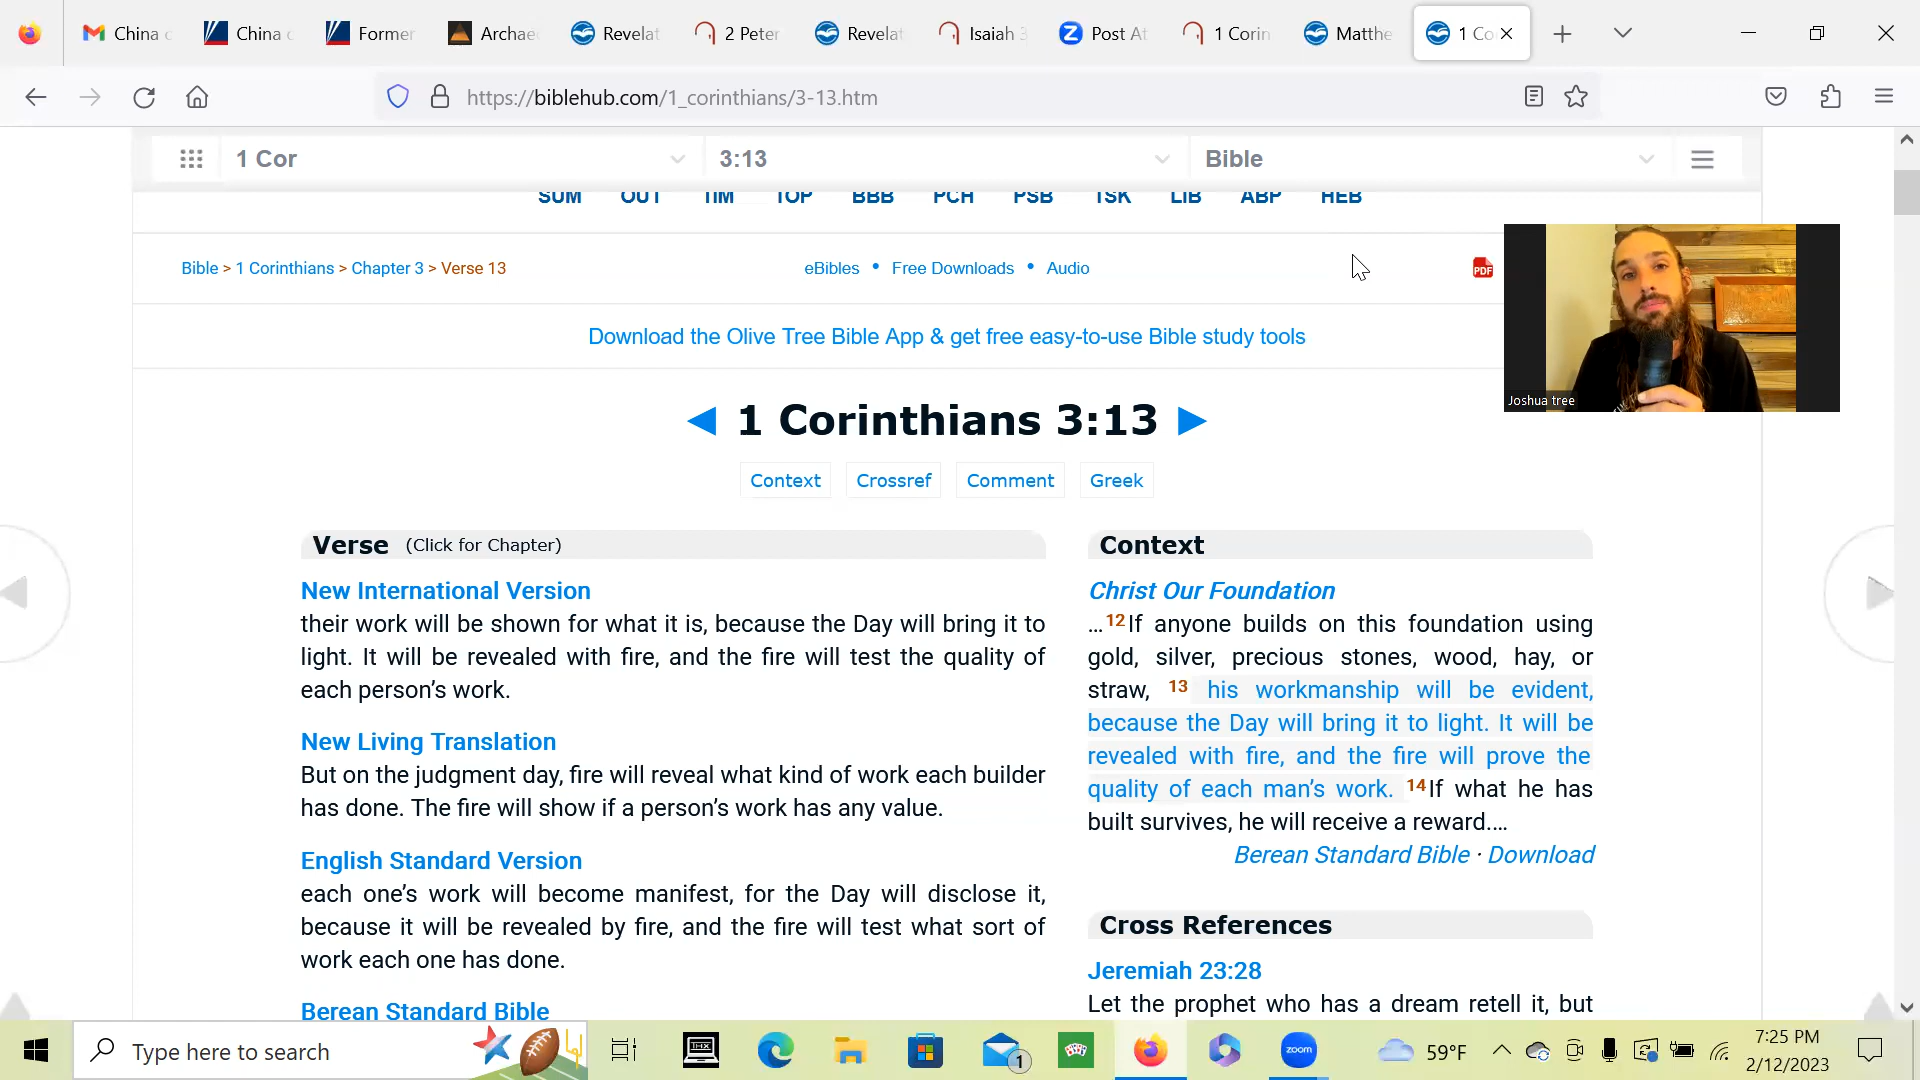 China c
China c
Former
Archae
Revelat
2 Peter
Revelat
Isaiah 3
Post At
1 Corin
Matthe
1 Co
https://biblehub.com/1_corinthians/3-13.htm
1 Cor
3:13
Bible
SUM OUT TIM TOP BBB PCH PSB TSK LIB ABP HEB
Bible > 1 Corinthians > Chapter 3 > Verse 13
eBibles • Free Downloads • Audio
PDF
Download the Olive Tree Bible App & get free easy-to-use Bible study tools
Joshua tree
◄ 1 Corinthians 3:13 ►
Context Crossref Comment Greek
Verse (Click for Chapter)
New International Version
their work will be shown for what it is, because the Day will bring it to
light. It will be revealed with fire, and the fire will test the quality of
each person’s work.
New Living Translation
But on the judgment day, fire will reveal what kind of work each builder
has done. The fire will show if a person’s work has any value.
English Standard Version
each one’s work will become manifest, for the Day will disclose it,
because it will be revealed by fire, and the fire will test what sort of
work each one has done.
Berean Standard Bible
Context
Christ Our Foundation
…12If anyone builds on this foundation using
gold, silver, precious stones, wood, hay, or
straw, 13 his workmanship will be evident,
because the Day will bring it to light. It will be
revealed with fire, and the fire will prove the
quality of each man’s work. 14If what he has
built survives, he will receive a reward.…
Berean Standard Bible · Download
Cross References
Jeremiah 23:28
Let the prophet who has a dream retell it, but
Type here to search
THX
1
zoom
59°F
7:25 PM
2/12/2023